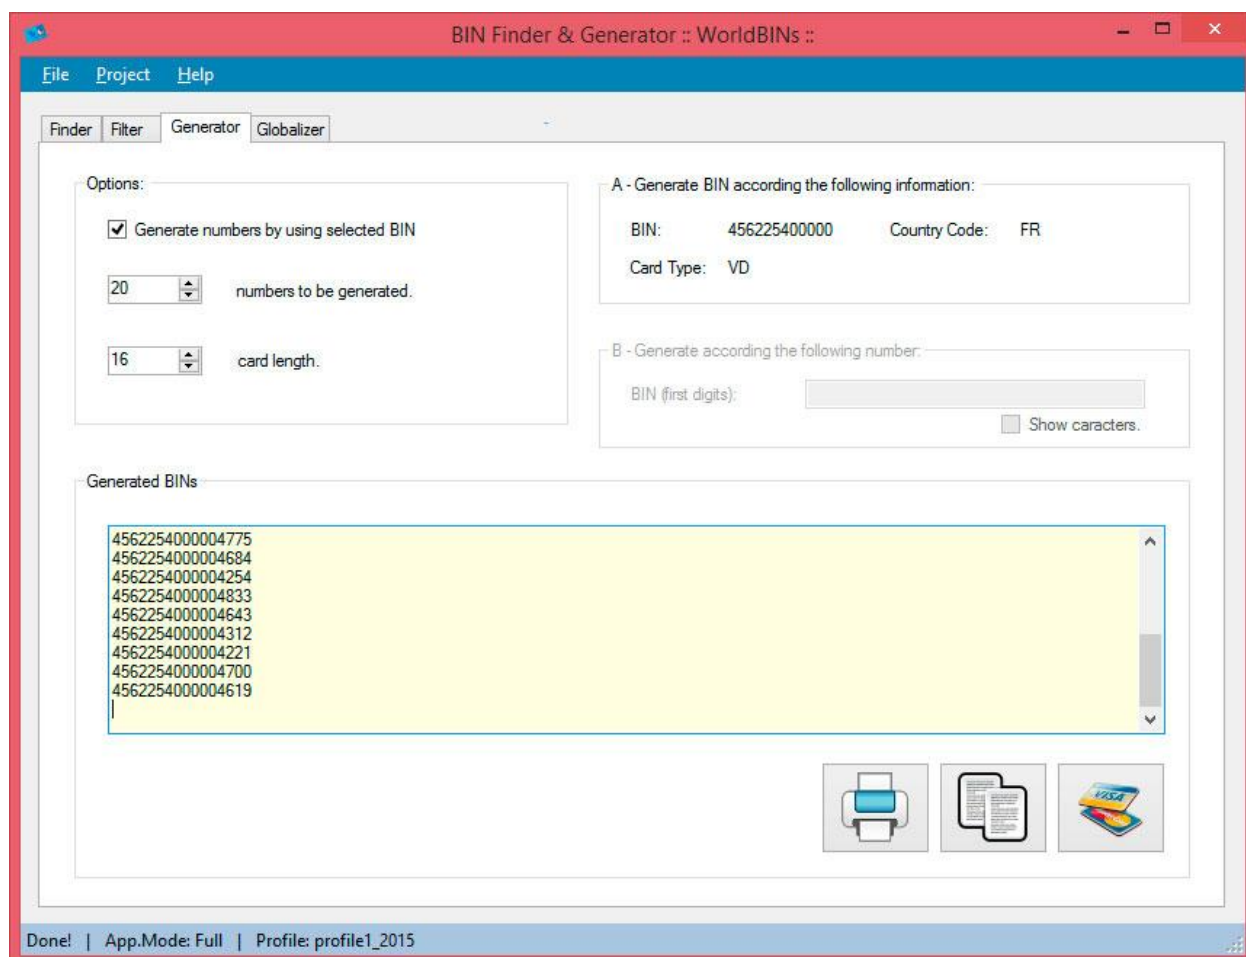 BIN Finder & Generator :: WorldBINs ::
File Project Help
Finder Filter Generator Globalizer
Options:
Generate numbers by using selected BIN
20 numbers to be generated.
16 card length.
A - Generate BIN according the following information:
BIN: 456225400000 Country Code: FR
Card Type: VD
B - Generate according the following number:
BIN (first digits):
Show caracters.
Generated BINs
4562254000004775
4562254000004684
4562254000004254
4562254000004833
4562254000004643
4562254000004312
4562254000004221
4562254000004700
4562254000004619
VISA
Done! | App.Mode: Full | Profile: profile1_2015